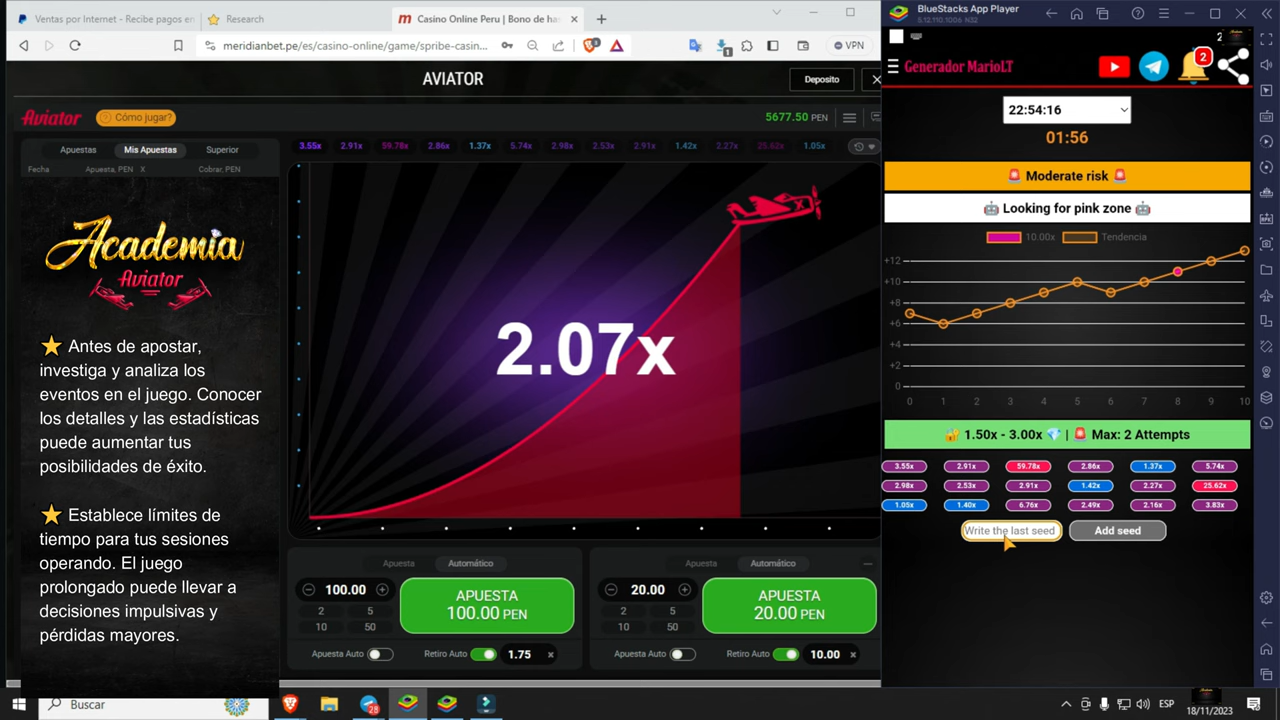 Ventas por Internet - Recibe pagos en
Research
Casino Online Peru | Bono de ha
meridianbet.pe/es/casino-online/game/spribe-casin...
VPN
AVIATOR
Deposito
Aviator
Cómo jugar?
5677.50 PEN
Apuestas
Mis Apuestas
Superior
Fecha
Apuesta, PEN X
Cobrar, PEN
3.55x 2.91x 59.78x 2.86x 1.37x 5.74x 2.98x 2.53x 2.91x 1.42x 2.27x 25.62x 1.05x
Academia
Aviator
⭐ Antes de apostar,
investiga y analiza los
eventos en el juego. Conocer
los detalles y las estadísticas
puede aumentar tus
posibilidades de éxito.
⭐ Establece límites de
tiempo para tus sesiones
operando. El juego
prolongado puede llevar a
decisiones impulsivas y
pérdidas mayores.
2.07x
Apuesta
Automático
100.00
2 5
10 50
APUESTA
100.00 PEN
Apuesta Auto
Retiro Auto
1.75
Apuesta
Automático
20.00
2 5
10 50
APUESTA
20.00 PEN
Apuesta Auto
Retiro Auto
10.00
BlueStacks App Player
5.12.110.1006 N32
2
Generador MarioLT
2
22:54:16
01:56
🚨 Moderate risk 🚨
🤖 Looking for pink zone 🤖
10.00x
Tendencia
+12
+10
+8
+6
+4
+2
0
0 1 2 3 4 5 6 7 8 9 10
🔐 1.50x - 3.00x 💎 | 🚨 Max: 2 Attempts
3.55x 2.91x 59.78x 2.86x 1.37x 5.74x
2.98x 2.53x 2.91x 1.42x 2.27x 25.62x
1.05x 1.40x 6.76x 2.49x 2.16x 3.83x
Write the last seed
Add seed
Buscar
28
ESP
22:54:16
18/11/2023